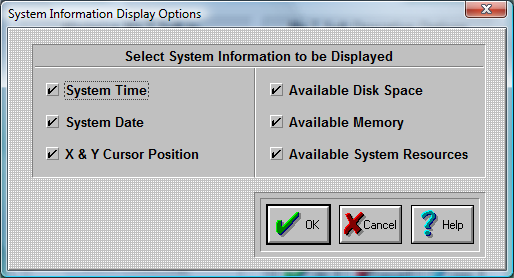 System Information Display Options
Select System Information to be Displayed
System Time
Available Disk Space
System Date
Available Memory
X & Y Cursor Position
Available System Resources
OK
Cancel
Help